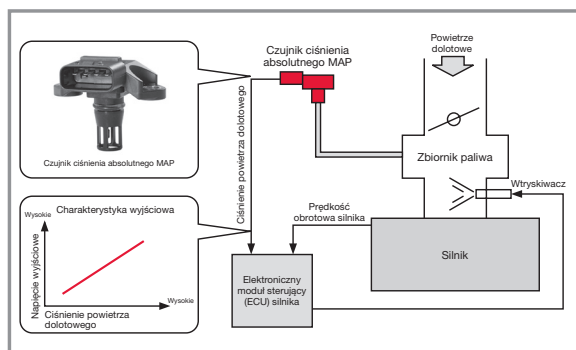 Czujnik ciśnienia absolutnego MAP
Czujnik ciśnienia
absolutnego MAP
Powietrze
dolotowe
Zbiornik paliwa
Wtryskiwacz
Ciśnienie powietrza dolotowego
Prędkość
obrotowa silnika
Silnik
Elektroniczny
moduł sterujący
(ECU) silnika
Charakterystyka wyjściowa
Wysokie
Napięcie wyjściowe
Wysokie
Ciśnienie powietrza
dolotowego